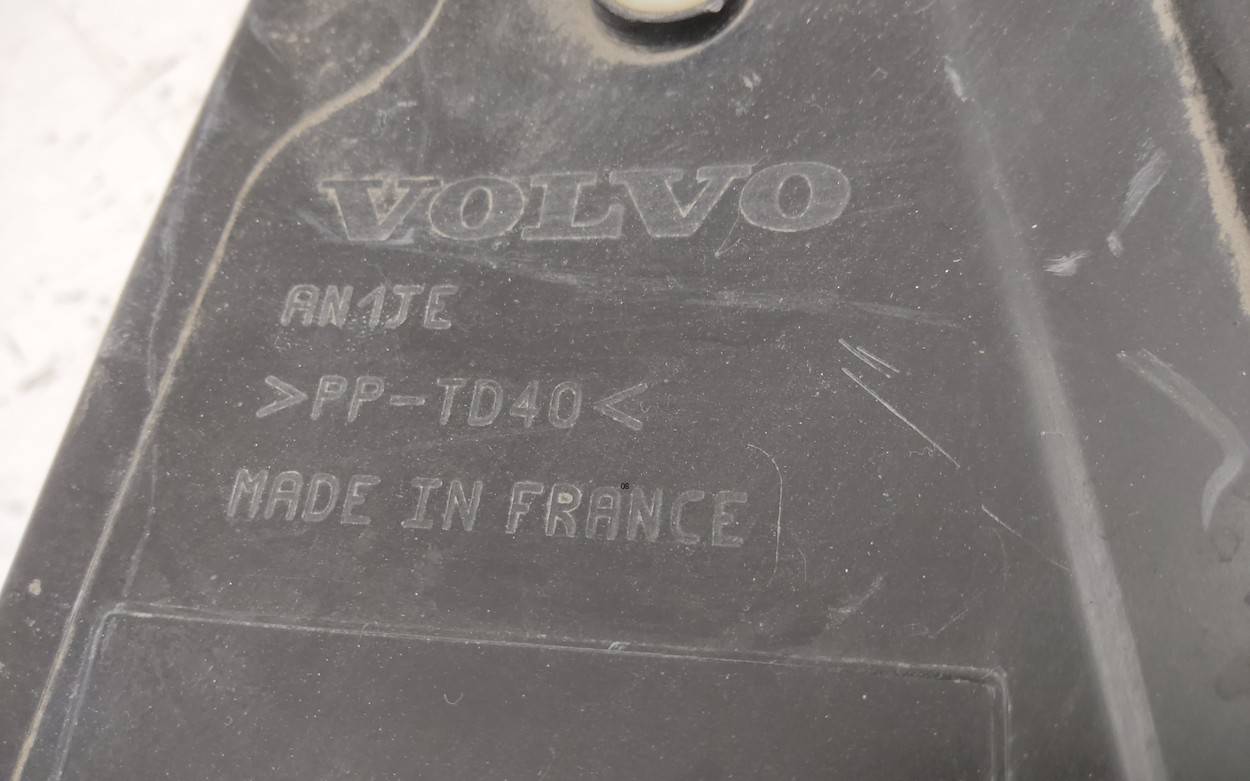 VOLVO
AN1JE
>PP-TD40<
MADE IN FRANCE